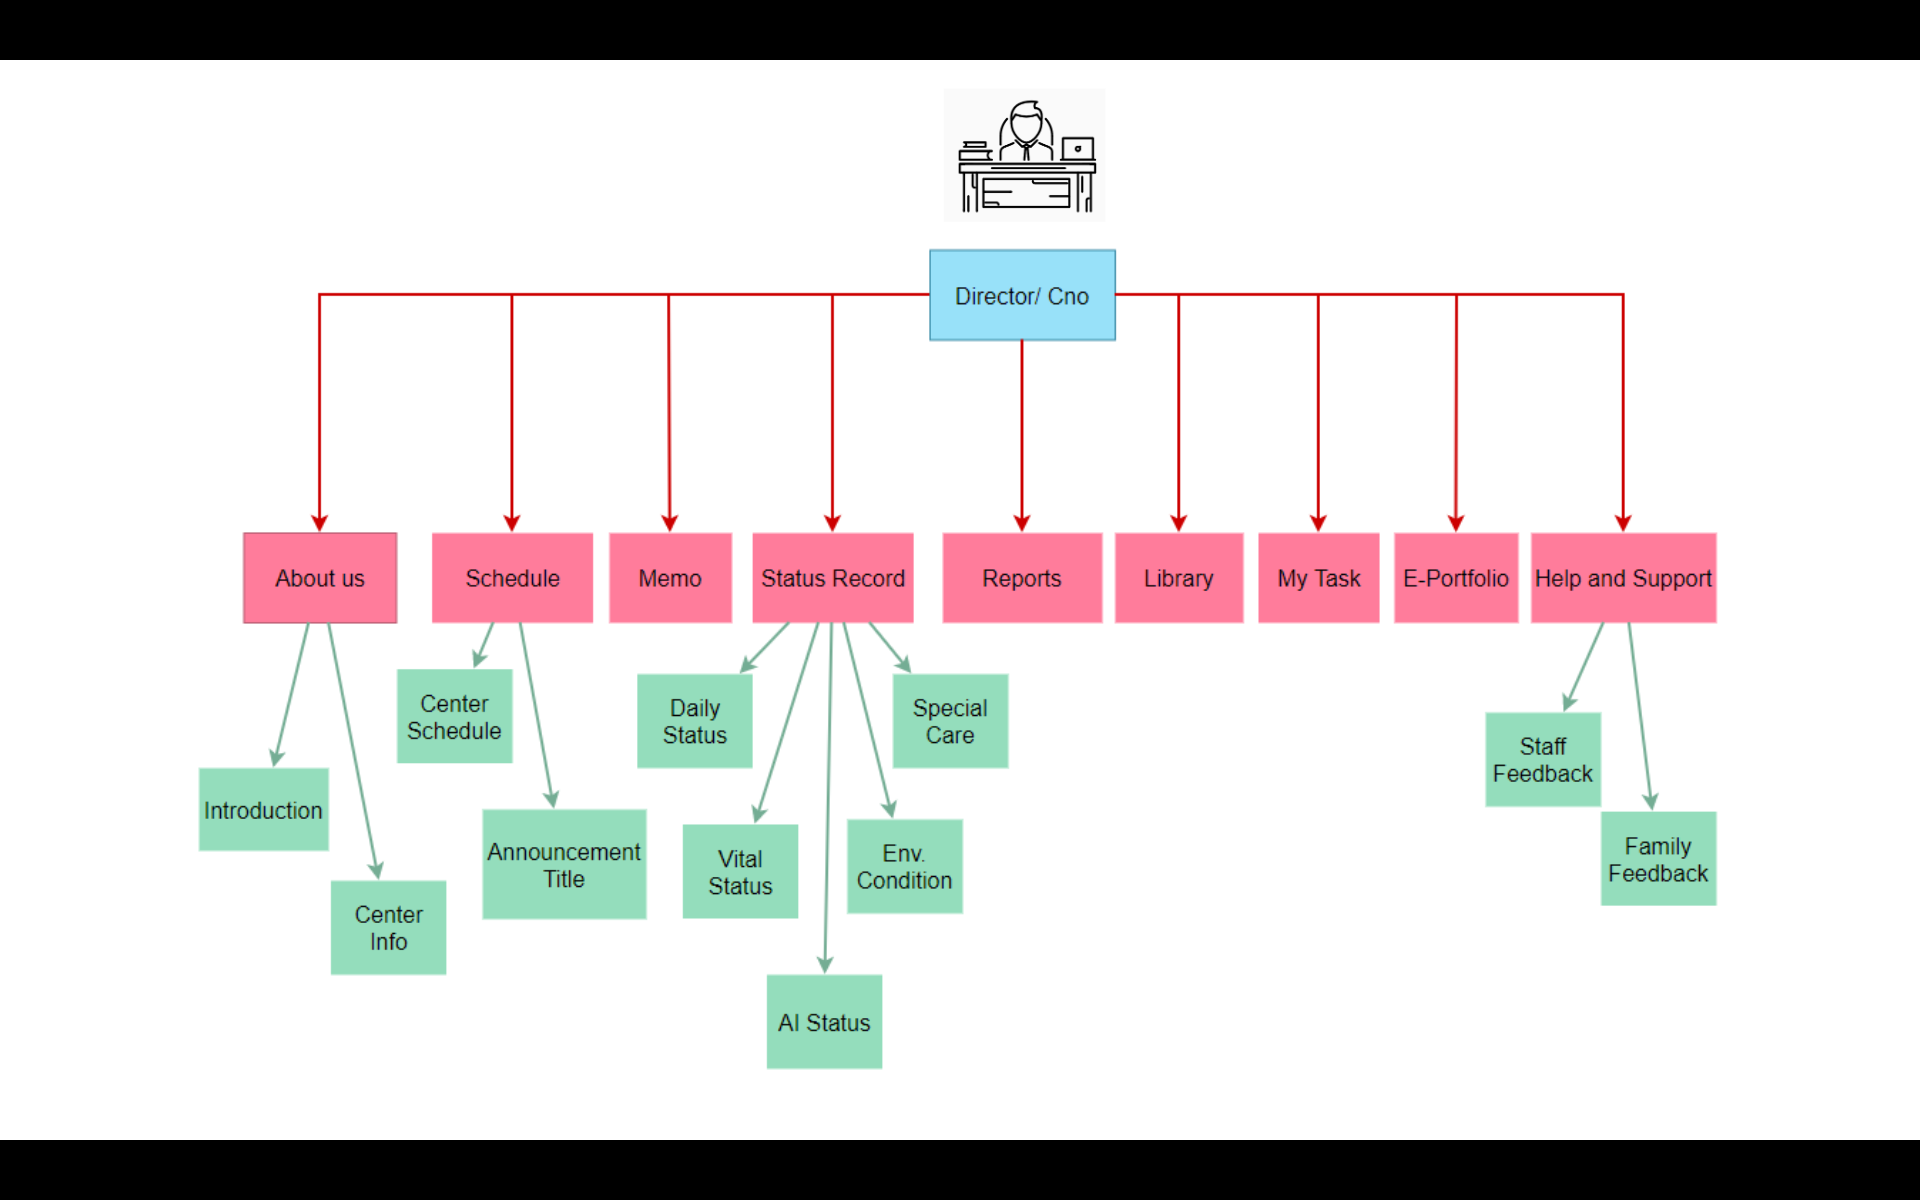 Director/ Cno
About us
Schedule
Memo
Status Record
Reports
Library
My Task
E-Portfolio
Help and Support
Introduction
Center
Info
Center
Schedule
Announcement
Title
Daily
Status
Vital
Status
AI Status
Env.
Condition
Special
Care
Staff
Feedback
Family
Feedback